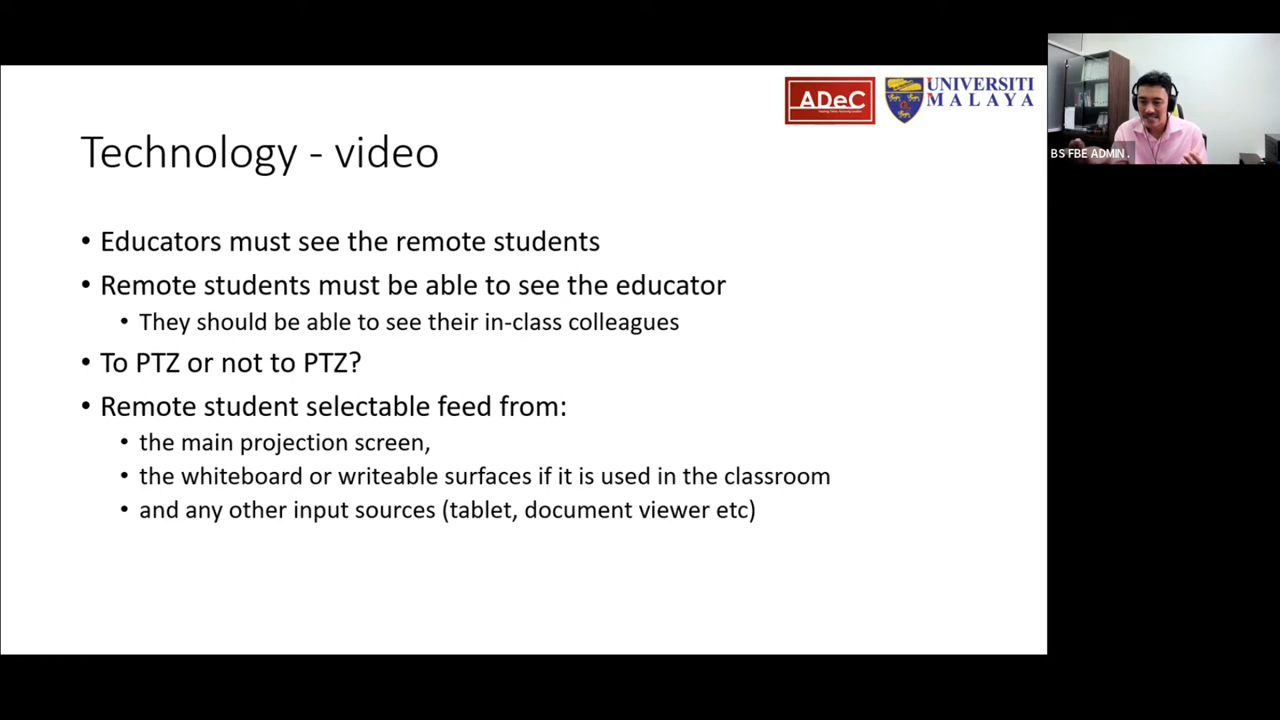 ADeC
UNIVERSITI
MALAYA
Technology - video
• Educators must see the remote students
• Remote students must be able to see the educator
• They should be able to see their in-class colleagues
• To PTZ or not to PTZ?
• Remote student selectable feed from:
• the main projection screen,
• the whiteboard or writeable surfaces if it is used in the classroom
• and any other input sources (tablet, document viewer etc)
BS FBE ADMIN .